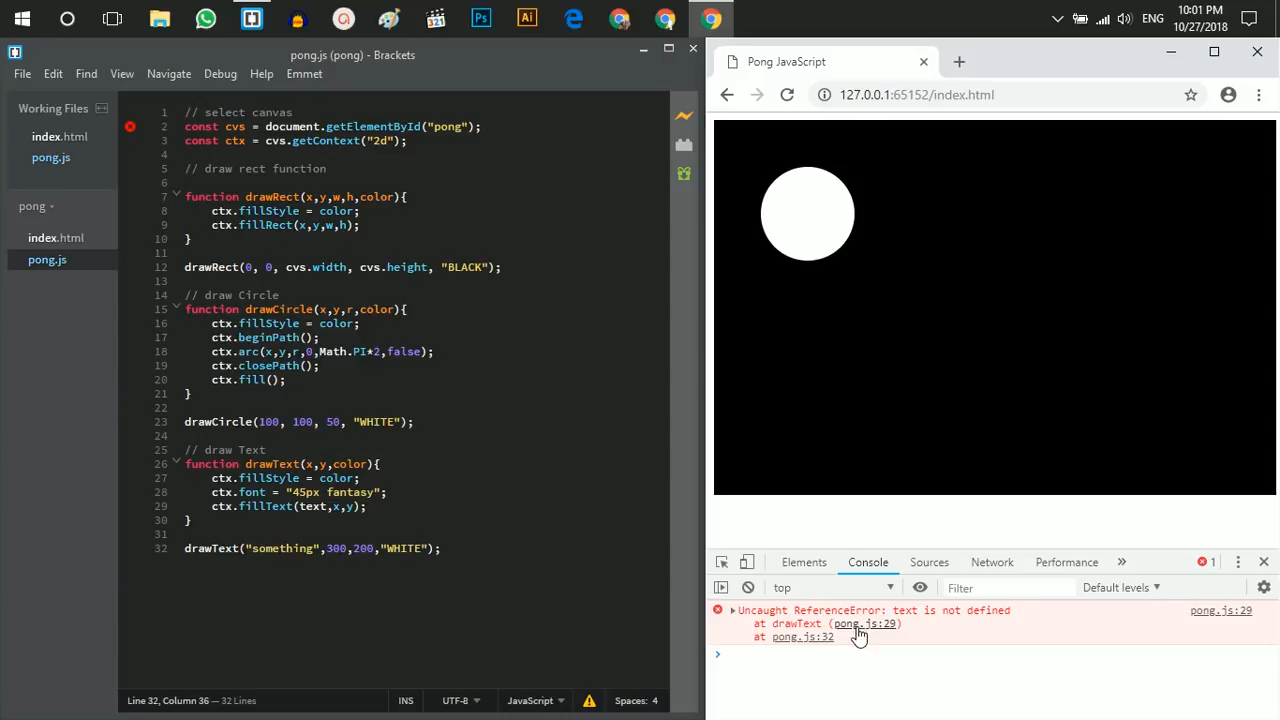 ENG
10:01 PM
10/27/2018
Ps
Ai
pong.js (pong) - Brackets
File Edit Find View Navigate Debug Help Emmet
Working Files
index.html
pong.js
pong
index.html
pong.js
1 // select canvas
2 const cvs = document.getElementById("pong");
3 const ctx = cvs.getContext("2d");
4
5 // draw rect function
6
7 function drawRect(x,y,w,h,color){
8 ctx.fillStyle = color;
9 ctx.fillRect(x,y,w,h);
10 }
11
12 drawRect(0, 0, cvs.width, cvs.height, "BLACK");
13
14 // draw Circle
15 function drawCircle(x,y,r,color){
16 ctx.fillStyle = color;
17 ctx.beginPath();
18 ctx.arc(x,y,r,0,Math.PI*2,false);
19 ctx.closePath();
20 ctx.fill();
21 }
22
23 drawCircle(100, 100, 50, "WHITE");
24
25 // draw Text
26 function drawText(x,y,color){
27 ctx.fillStyle = color;
28 ctx.font = "45px fantasy";
29 ctx.fillText(text,x,y);
30 }
31
32 drawText("something",300,200,"WHITE");
Line 32, Column 36 — 32 Lines
INS
UTF-8
JavaScript
Spaces: 4
Pong JavaScript
127.0.0.1:65152/index.html
Elements Console Sources Network Performance » 1
top Filter Default levels
Uncaught ReferenceError: text is not defined pong.js:29
at drawText (pong.js:29)
at pong.js:32